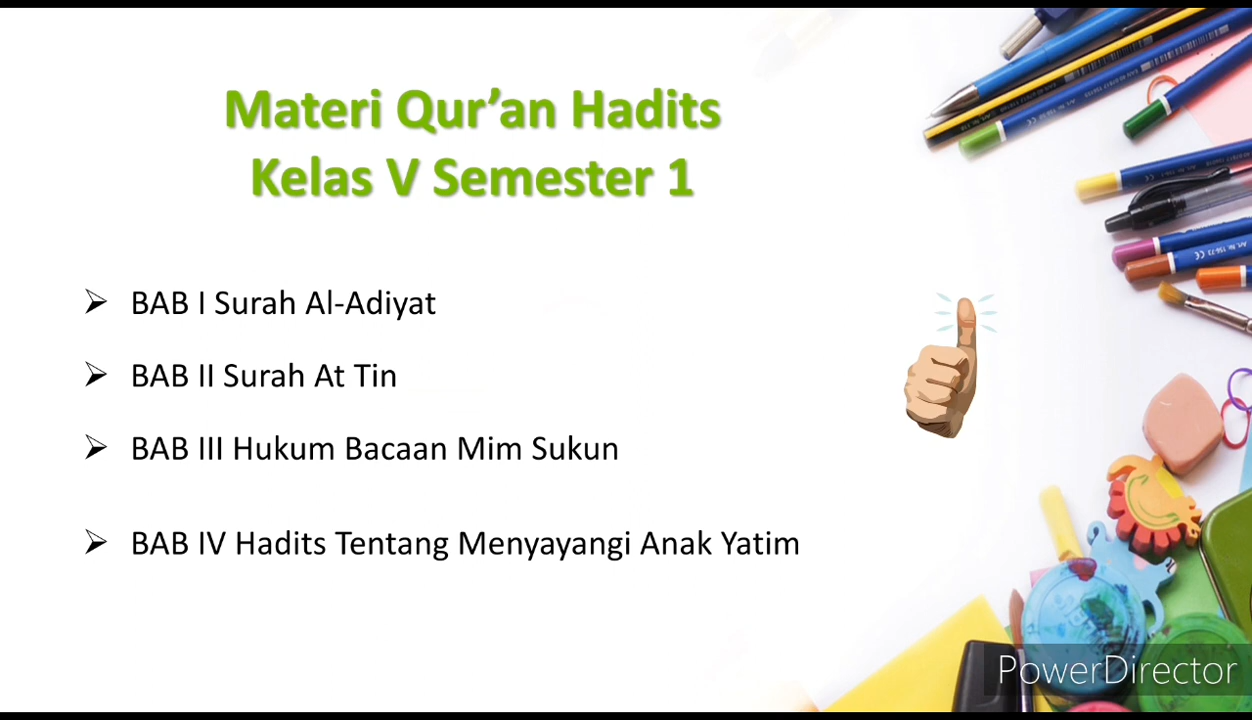 Materi Qur’an Hadits
Kelas V Semester 1
➢ BAB I Surah Al-Adiyat
➢ BAB II Surah At Tin
➢ BAB III Hukum Bacaan Mim Sukun
➢ BAB IV Hadits Tentang Menyayangi Anak Yatim
PowerDirector